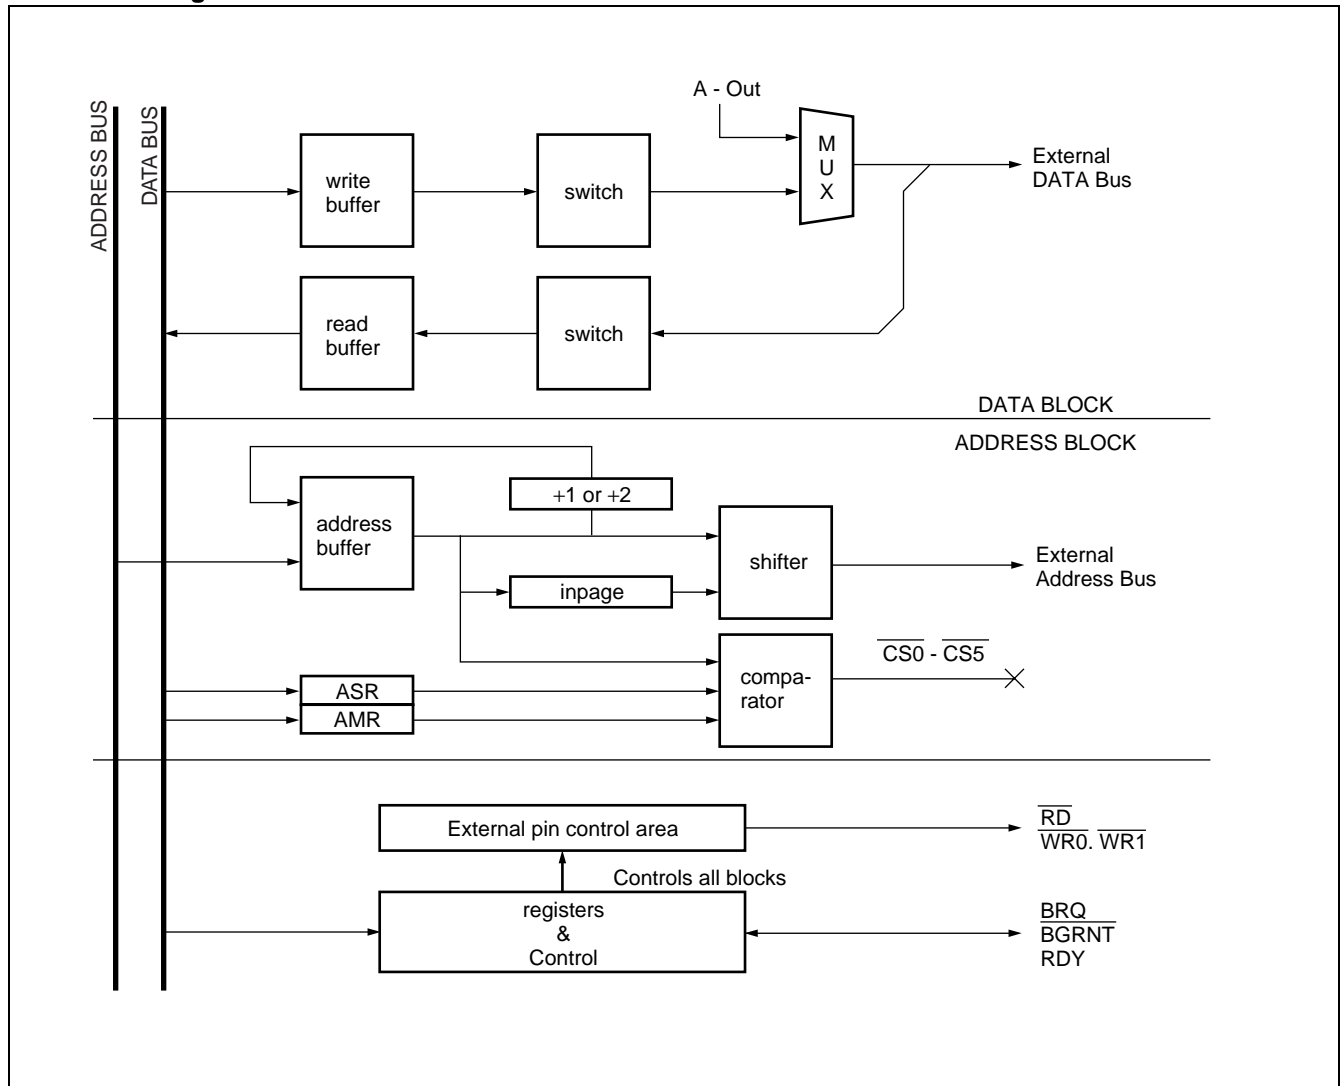 ADDRESS BUS
DATA BUS
A - Out
write
buffer
switch
M
U
X
External
DATA Bus
read
buffer
switch
DATA BLOCK
ADDRESS BLOCK
+1 or +2
address
buffer
shifter
External
Address Bus
inpage
CS0 - CS5
compa-
rator
ASR
AMR
External pin control area
RD
WR0. WR1
Controls all blocks
registers
&
Control
BRQ
BGRNT
RDY